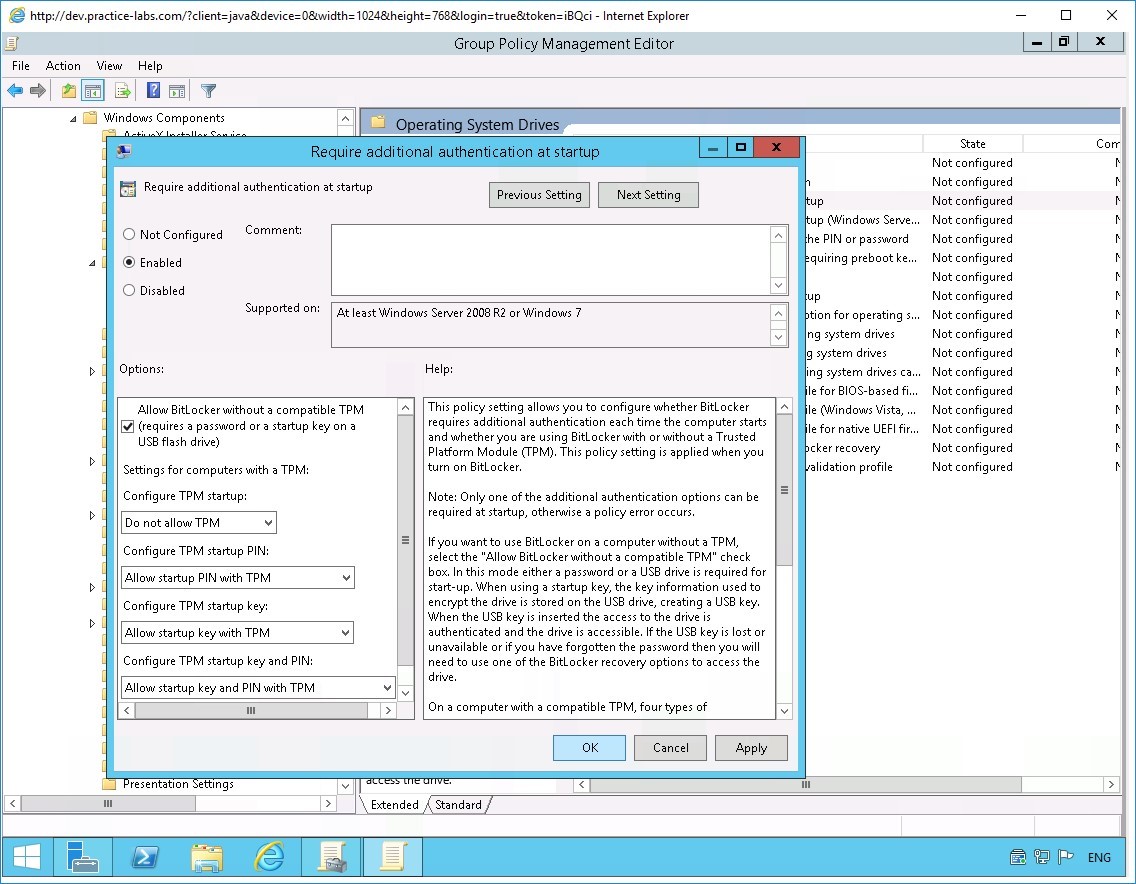 http://dev.practice-labs.com/?client=java&device=0&width=1024&height=768&login=true&token=iBQci - Internet Explorer
Group Policy Management Editor
File Action View Help
Windows Components
ActiveX Installer Service
Operating System Drives
State
Require additional authentication at startup
Require additional authentication at startup
Previous Setting
Next Setting
Not Configured
Enabled
Disabled
Comment:
Supported on:
At least Windows Server 2008 R2 or Windows 7
Options:
Help:
Allow BitLocker without a compatible TPM
(requires a password or a startup key on a
USB flash drive)
Settings for computers with a TPM:
Configure TPM startup:
Do not allow TPM
Configure TPM startup PIN:
Allow startup PIN with TPM
Configure TPM startup key:
Allow startup key with TPM
Configure TPM startup key and PIN:
Allow startup key and PIN with TPM
This policy setting allows you to configure whether BitLocker
requires additional authentication each time the computer starts
and whether you are using BitLocker with or without a Trusted
Platform Module (TPM). This policy setting is applied when you
turn on BitLocker.
Note: Only one of the additional authentication options can be
required at startup, otherwise a policy error occurs.
If you want to use BitLocker on a computer without a TPM,
select the "Allow BitLocker without a compatible TPM" check
box. In this mode either a password or a USB drive is required for
start-up. When using a startup key, the key information used to
encrypt the drive is stored on the USB drive, creating a USB key.
When the USB key is inserted the access to the drive is
authenticated and the drive is accessible. If the USB key is lost or
unavailable or if you have forgotten the password then you will
need to use one of the BitLocker recovery options to access the
drive.
On a computer with a compatible TPM, four types of
OK
Cancel
Apply
Not configured
Not configured
Not configured
(Windows Serve... Not configured
the PIN or password Not configured
preboot ke... Not configured
Not configured
Not configured
for operating s... Not configured
system drives Not configured
system drives Not configured
system drives ca... Not configured
for BIOS-based fi... Not configured
(Windows Vista, ... Not configured
for native UEFI fir... Not configured
recovery Not configured
validation profile Not configured
Presentation Settings
access the drive.
Extended Standard
ENG